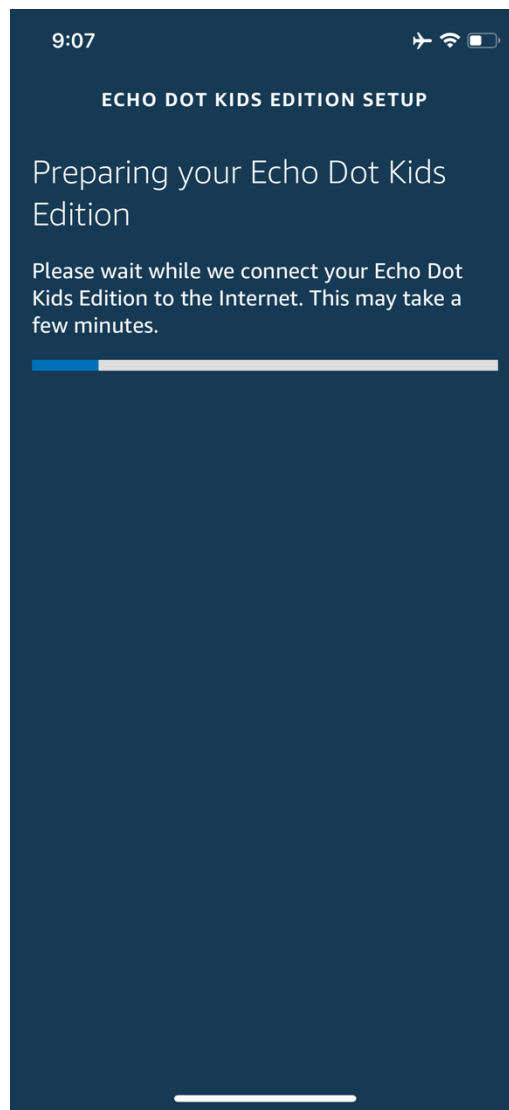 9:07
ECHO DOT KIDS EDITION SETUP
Preparing your Echo Dot Kids
Edition
Please wait while we connect your Echo Dot
Kids Edition to the Internet. This may take a
few minutes.